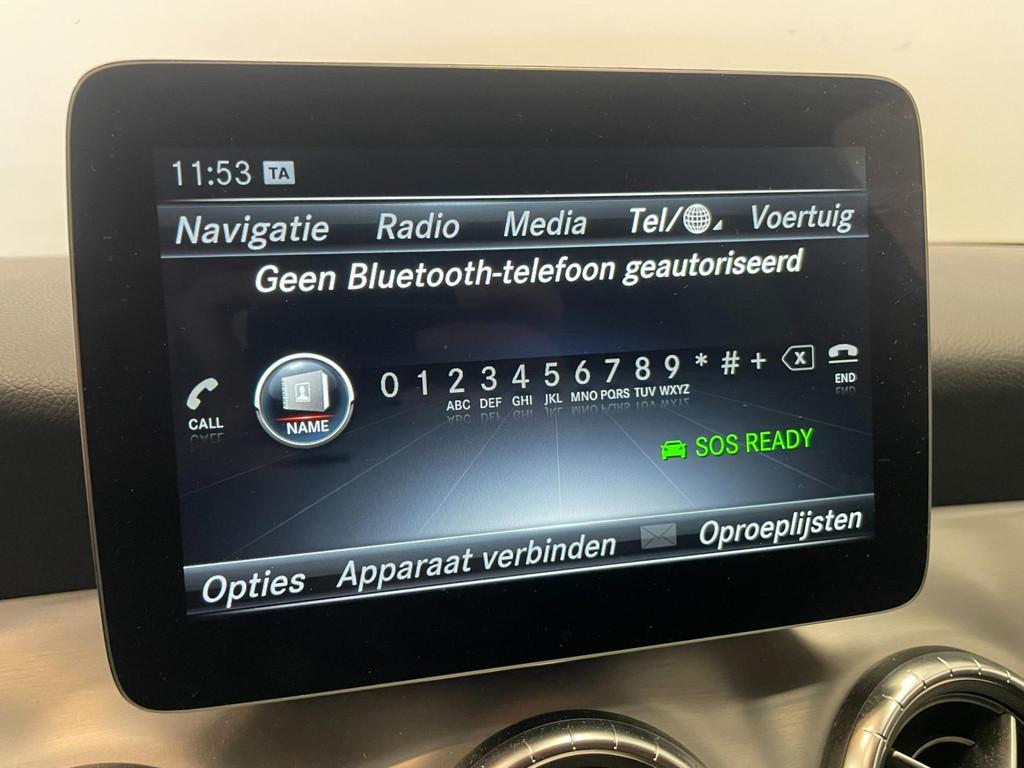 11:53 TA
Navigatie Radio Media Tel/ Voertuig
Geen Bluetooth-telefoon geautoriseerd
0 1 2 3 4 5 6 7 8 9 * # + X
ABC DEF GHI JKL MNO PQRS TUV WXYZ
CALL NAME END
SOS READY
Opties Apparaat verbinden Oproeplijsten